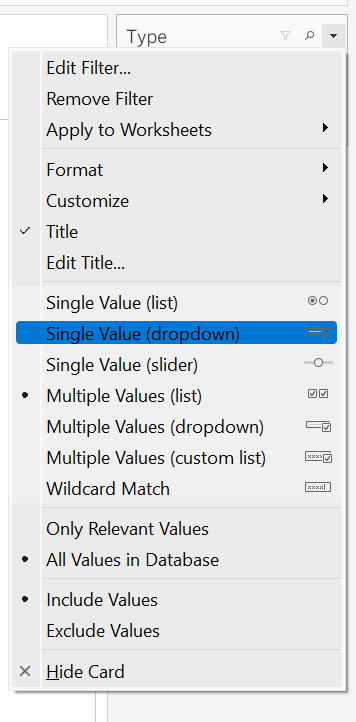 Type
Edit Filter...
Remove Filter
Apply to Worksheets
Format
Customize
Title
Edit Title...
Single Value (list)
Single Value (dropdown)
Single Value (slider)
Multiple Values (list)
Multiple Values (dropdown)
Multiple Values (custom list)
Wildcard Match
Only Relevant Values
All Values in Database
Include Values
Exclude Values
Hide Card